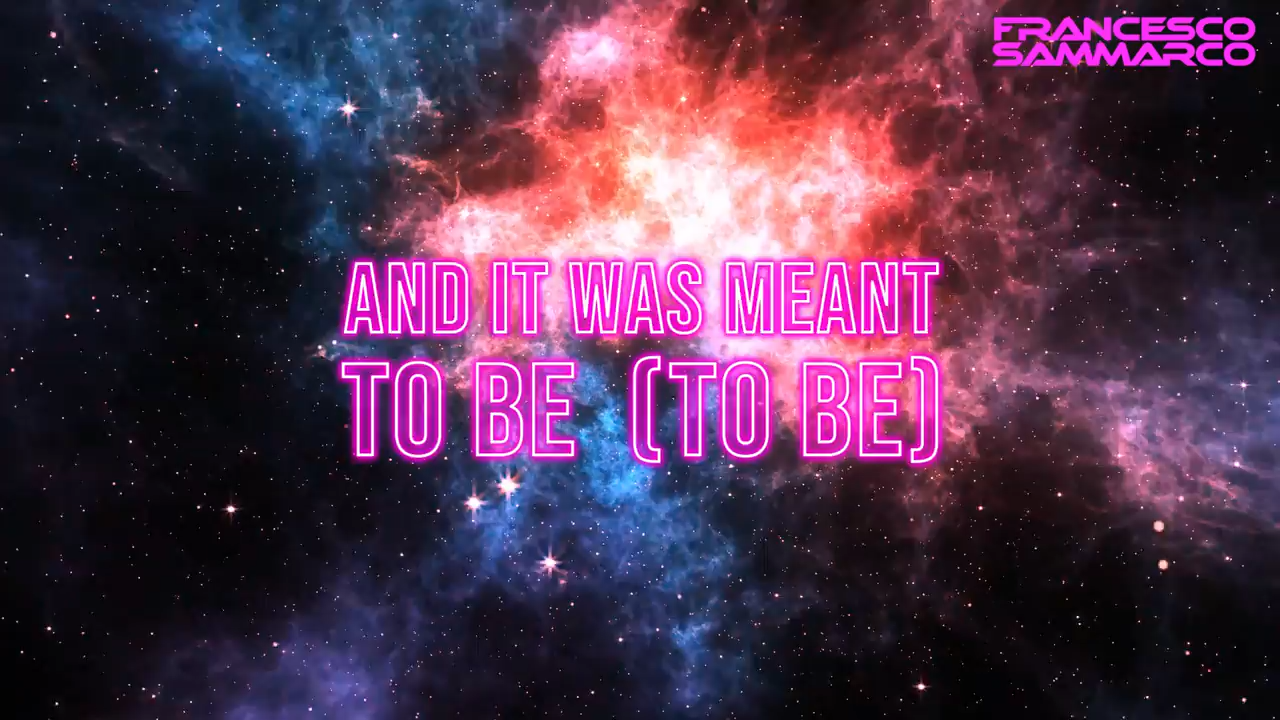 FRANCESCO
SAMMARCO
AND IT WAS MEANT
TO BE (TO BE)